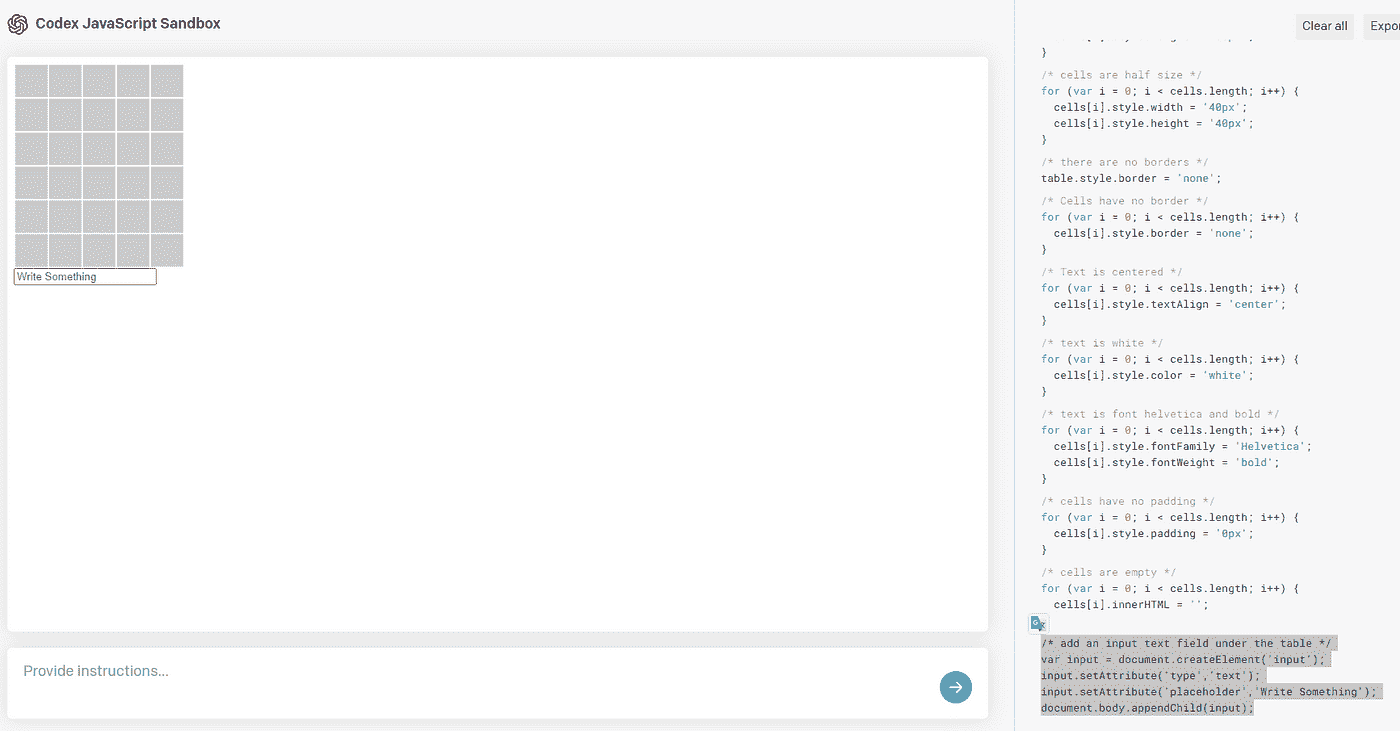 Codex JavaScript Sandbox
Write Something
Provide instructions...
Clear all
Expor
}
/* cells are half size */
for (var i = 0; i < cells.length; i++) {
cells[i].style.width = '40px';
cells[i].style.height = '40px';
}
/* there are no borders */
table.style.border = 'none';
/* Cells have no border */
for (var i = 0; i < cells.length; i++) {
cells[i].style.border = 'none';
}
/* Text is centered */
for (var i = 0; i < cells.length; i++) {
cells[i].style.textAlign = 'center';
}
/* text is white */
for (var i = 0; i < cells.length; i++) {
cells[i].style.color = 'white';
}
/* text is font helvetica and bold */
for (var i = 0; i < cells.length; i++) {
cells[i].style.fontFamily = 'Helvetica';
cells[i].style.fontWeight = 'bold';
}
/* cells have no padding */
for (var i = 0; i < cells.length; i++) {
cells[i].style.padding = '0px';
}
/* cells are empty */
for (var i = 0; i < cells.length; i++) {
cells[i].innerHTML = '';
/* add an input text field under the table */
var input = document.createElement('input');
input.setAttribute('type','text');
input.setAttribute('placeholder','Write Something');
document.body.appendChild(input);